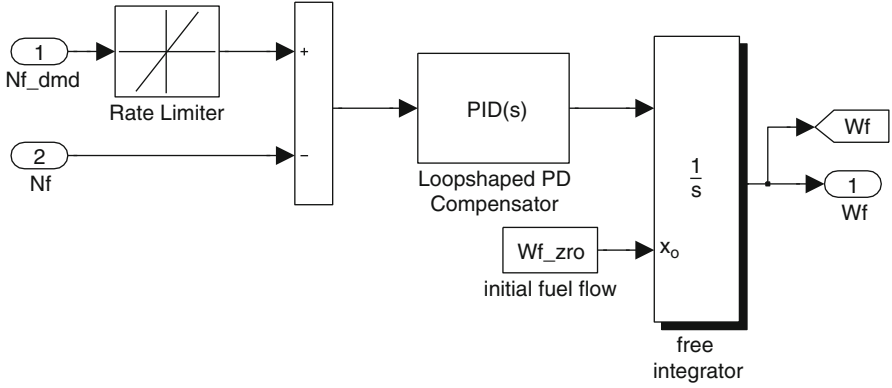 1
Nf_dmd
Rate Limiter
+
2
Nf
−
PID(s)
Loopshaped PD
Compensator
Wf_zro
initial fuel flow
1
s
xo
free
integrator
Wf
1
Wf